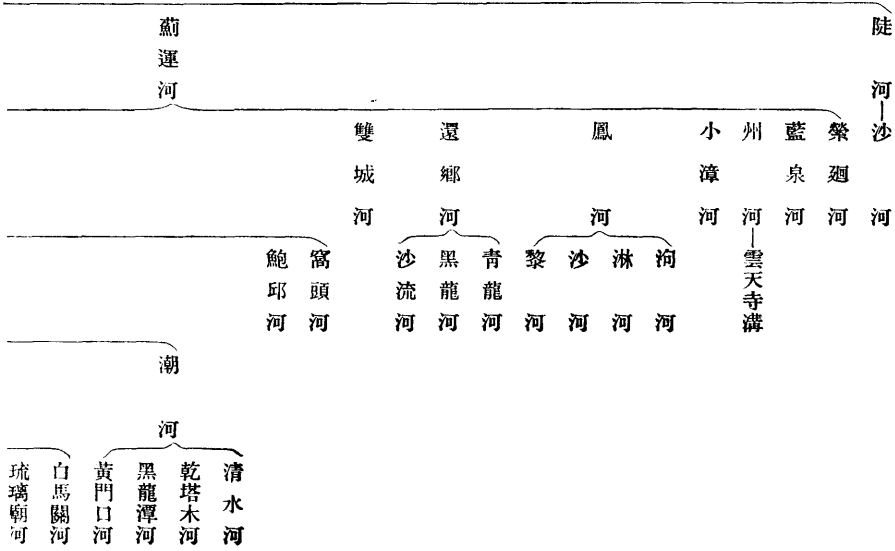 陡河—沙河
薊運河
縈廻河
藍泉河
州河—雲天寺溝
小漳河
鳳河
泃河
淋河
沙河
黎河
還鄉河
青龍河
黑龍河
沙流河
雙城河
窩頭河
鮑邱河
潮河
清水河
乾塔木河
黑龍潭河
黃門口河
白馬關河
琉璃廟河